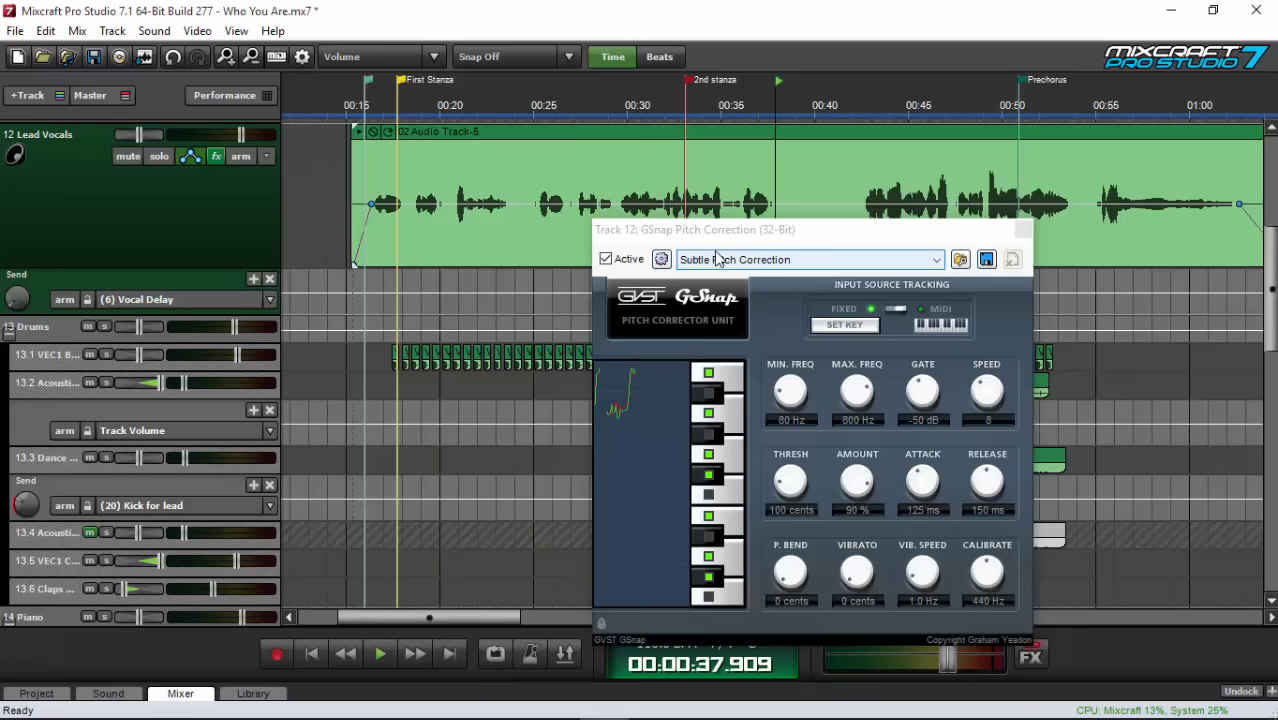 Mixcraft Pro Studio 7.1 64-Bit Build 277 - Who You Are.mx7 *
File Edit Mix Track Sound Video View Help
Volume Snap Off Time Beats MIXCRAFT PRO STUDIO 7
+Track Master Performance
First Stanza 2nd stanza Prechorus
00:15 00:20 00:25 00:30 00:35 00:40 00:45 00:50 00:55 01:00
12 Lead Vocals
mute solo fx arm
02 Audio Track-5
Send
arm (6) Vocal Delay
13 Drums m s
13.1 VEC1 B... m s
13.2 Acousti... m s
arm Track Volume
13.3 Dance ... m s
Send
arm (20) Kick for lead
13.4 Acousti... m s
13.5 VEC1 C... m s
13.6 Claps ... m s
14 Piano m s
Track 12: GSnap Pitch Correction (32-Bit)
Active Subtle Pitch Correction
GVST GSnap
PITCH CORRECTOR UNIT
INPUT SOURCE TRACKING
FIXED MIDI
SET KEY
MIN. FREQ MAX. FREQ GATE SPEED
80 Hz 800 Hz -50 dB 8
THRESH AMOUNT ATTACK RELEASE
100 cents 90 % 125 ms 150 ms
P. BEND VIBRATO VIB. SPEED CALIBRATE
0 cents 0 cents 1.0 Hz 440 Hz
GVST GSnap Copyright Graham Yeadon
00:00:37.909 FX
Project Sound Mixer Library Undock
Ready CPU: Mixcraft 13%, System 26%